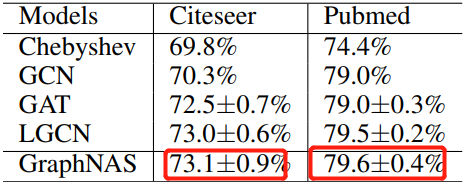 Models Citeseer Pubmed
Chebyshev 69.8% 74.4%
GCN 70.3% 79.0%
GAT 72.5±0.7% 79.0±0.3%
LGCN 73.0±0.6% 79.5±0.2%
GraphNAS 73.1±0.9% 79.6±0.4%